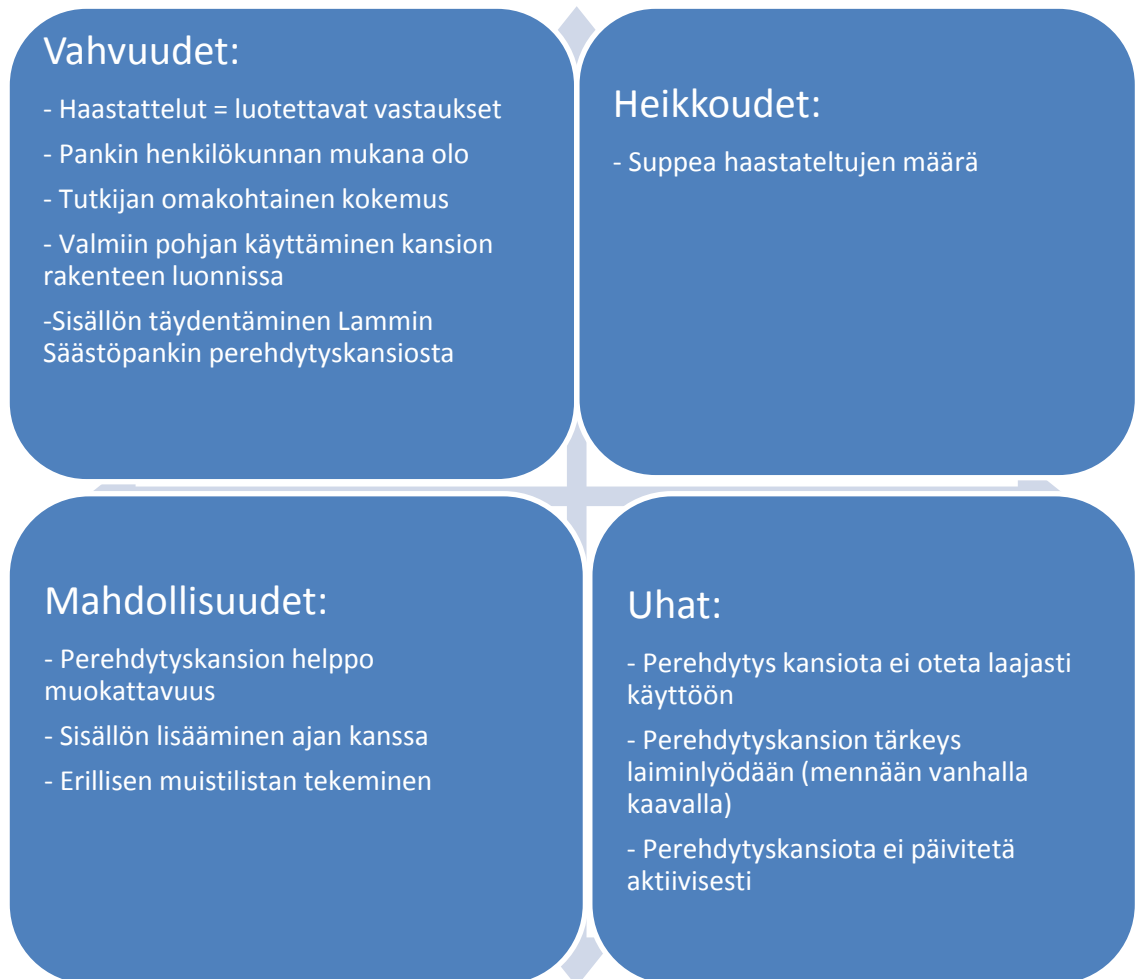 Vahvuudet:
- Haastattelut = luotettavat vastaukset
- Pankin henkilökunnan mukana olo
- Tutkijan omakohtainen kokemus
- Valmiin pohjan käyttäminen kansion
rakenteen luonnissa
-Sisällön täydentäminen Lammin
Säästöpankin perehdytyskansiosta
Heikkoudet:
- Suppea haastateltujen määrä
Mahdollisuudet:
- Perehdytyskansion helppo
muokattavuus
- Sisällön lisääminen ajan kanssa
- Erillisen muistilistan tekeminen
Uhat:
- Perehdytys kansiota ei oteta laajasti
käyttöön
- Perehdytyskansion tärkeys
laiminlyödään (mennään vanhalla
kaavalla)
- Perehdytyskansiota ei päivitetä
aktiivisesti